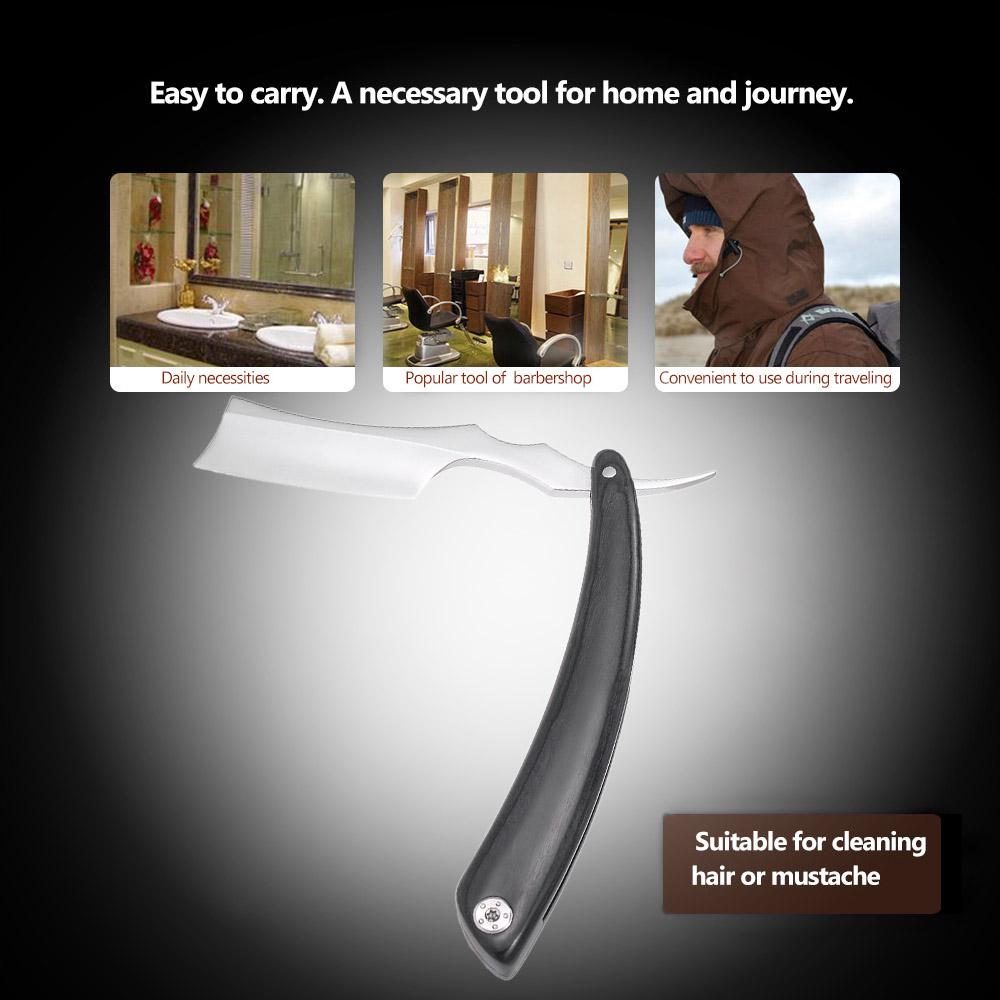 Easy to carry. A necessary tool for home and journey.
Daily necessities
Popular tool of barbershop
Convenient to use during traveling
Suitable for cleaning
hair or mustache